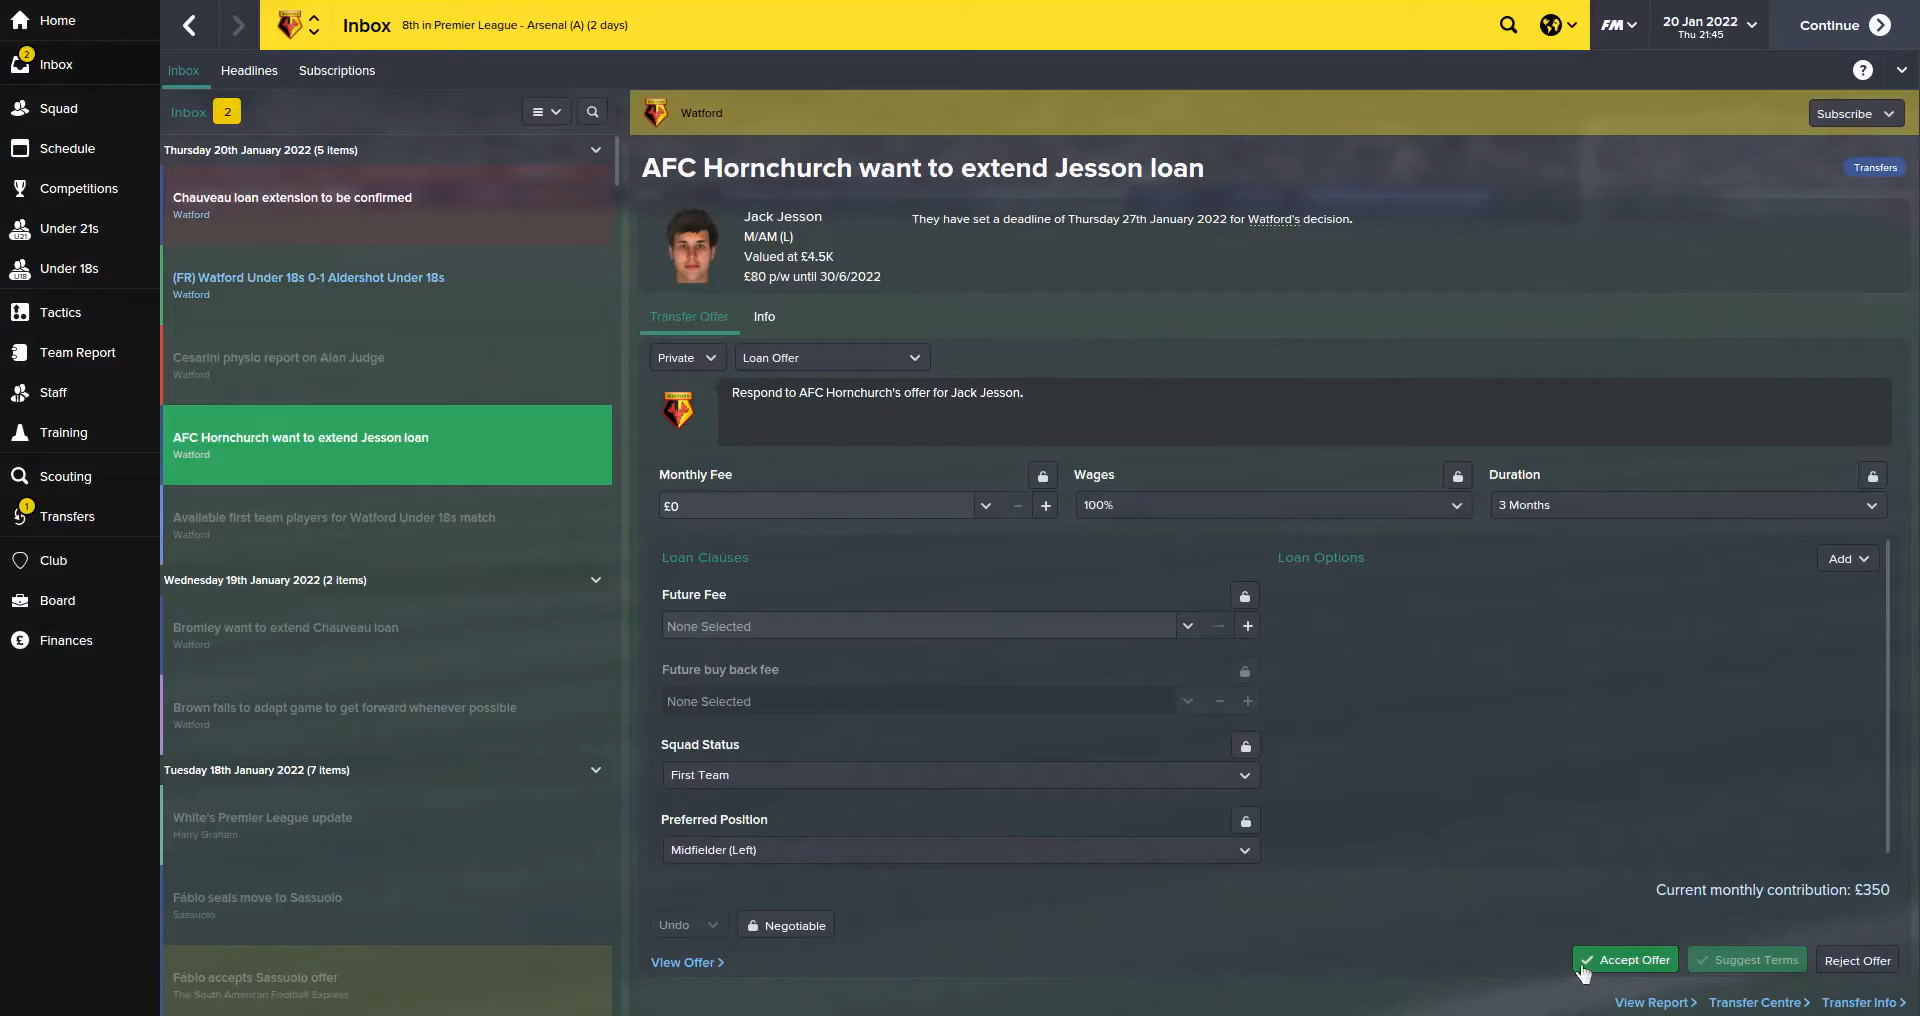 Home
Inbox
8th in Premier League - Arsenal (A) (2 days)
FM
20 Jan 2022
Thu 21:45
Continue
2
Inbox
Squad
Schedule
Competitions
U21
Under 21s
U18
Under 18s
Tactics
Team Report
Staff
Training
Scouting
1
Transfers
Club
Board
£
Finances
Inbox
Headlines
Subscriptions
?
Inbox
2
Thursday 20th January 2022 (5 items)
Chauveau loan extension to be confirmed
Watford
(FR) Watford Under 18s 0-1 Aldershot Under 18s
Watford
Cesarini physio report on Alan Judge
Watford
AFC Hornchurch want to extend Jesson loan
Watford
Available first team players for Watford Under 18s match
Watford
Wednesday 19th January 2022 (2 items)
Bromley want to extend Chauveau loan
Watford
Brown fails to adapt game to get forward whenever possible
Watford
Tuesday 18th January 2022 (7 items)
White's Premier League update
Harry Graham
Fábio seals move to Sassuolo
Sassuolo
Fábio accepts Sassuolo offer
The South American Football Express
Watford
Subscribe
AFC Hornchurch want to extend Jesson loan
Transfers
Jack Jesson
M/AM (L)
Valued at £4.5K
£80 p/w until 30/6/2022
They have set a deadline of Thursday 27th January 2022 for Watford's decision.
Transfer Offer
Info
Private
Loan Offer
Respond to AFC Hornchurch's offer for Jack Jesson.
Monthly Fee
Wages
Duration
£0
100%
3 Months
Loan Clauses
Loan Options
Add
Future Fee
None Selected
Future buy back fee
None Selected
Squad Status
First Team
Preferred Position
Midfielder (Left)
Current monthly contribution: £350
Undo
Negotiable
View Offer >
Accept Offer
Suggest Terms
Reject Offer
View Report >
Transfer Centre >
Transfer Info >